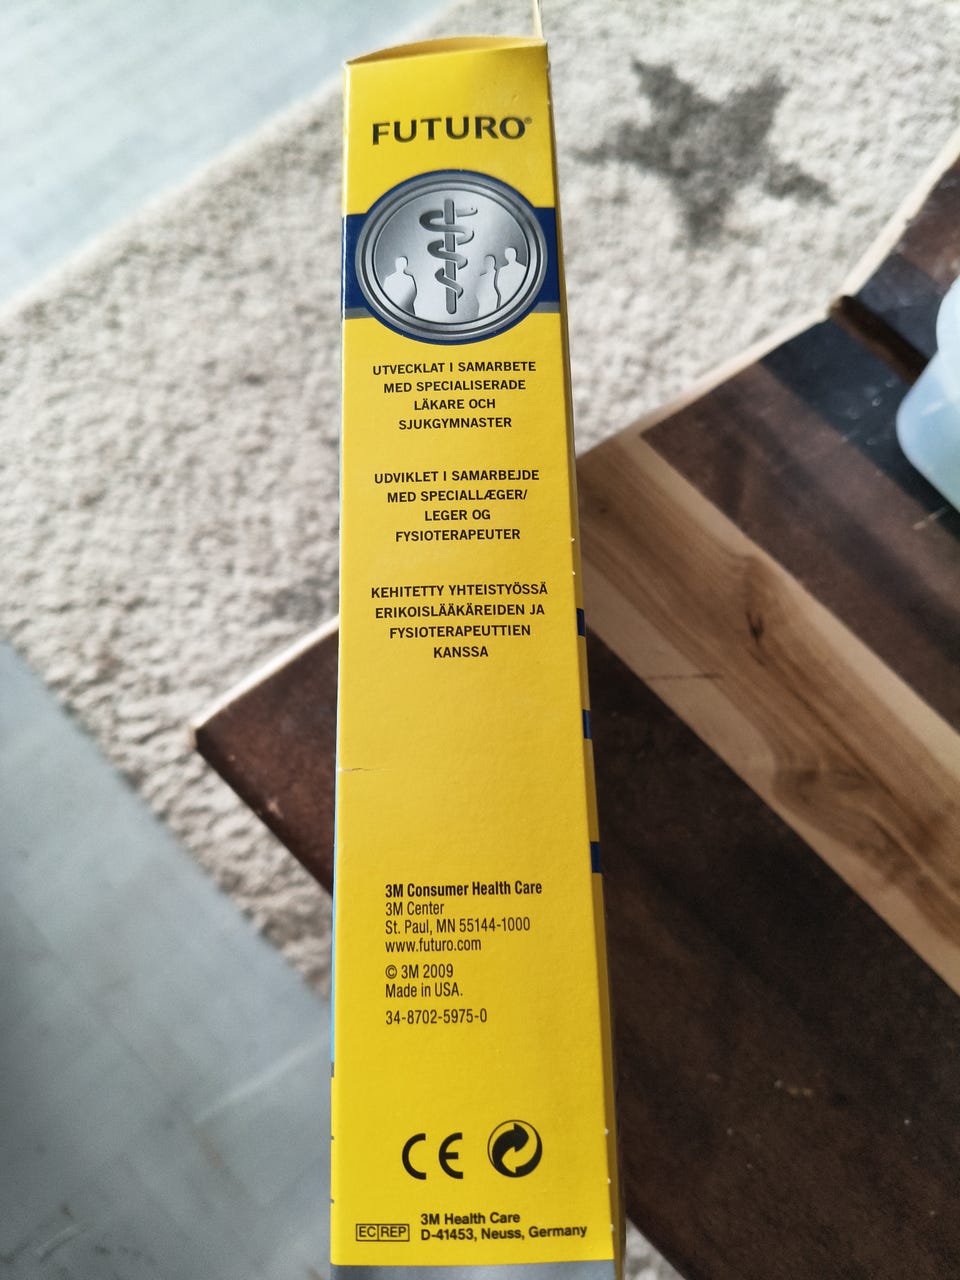 FUTURO®
UTVECKLAT I SAMARBETE
MED SPECIALISERADE
LÄKARE OCH
SJUKGYMNASTER
UDVIKLET I SAMARBEJDE
MED SPECIALLÆGER/
LEGER OG
FYSIOTERAPEUTER
KEHITETTY YHTEISTYÖSSÄ
ERIKOISLÄÄKÄREIDEN JA
FYSIOTERAPEUTTIEN
KANSSA
3M Consumer Health Care
3M Center
St. Paul, MN 55144-1000
www.futuro.com
© 3M 2009
Made in USA.
34-8702-5975-0
CE
EC REP 3M Health Care
D-41453, Neuss, Germany